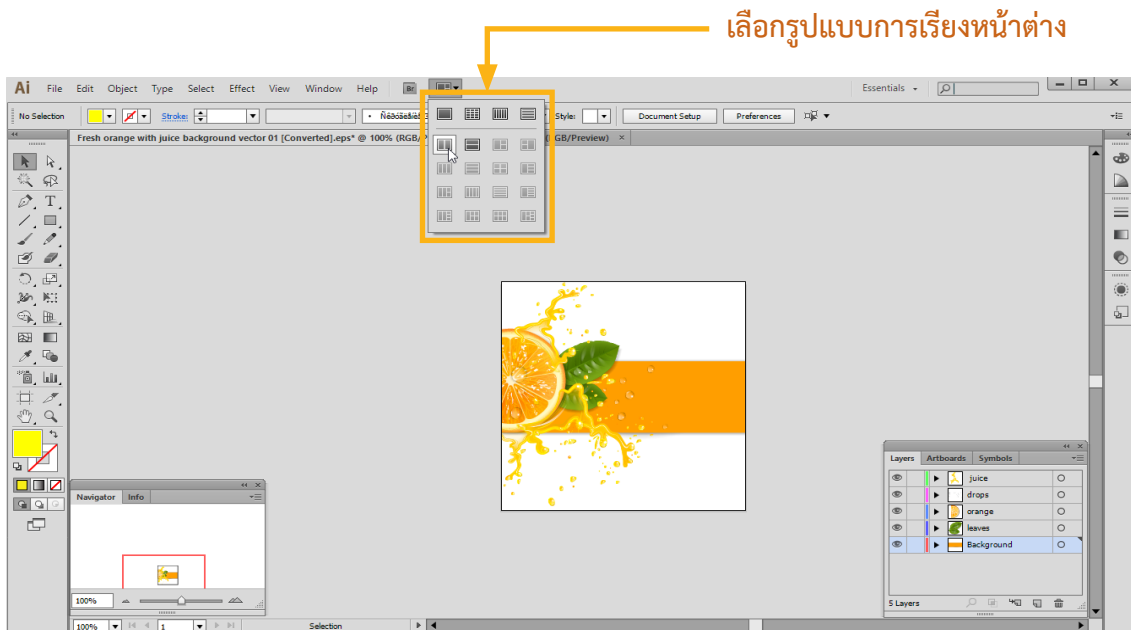 เลือกรูปแบบการเรียงหน้าต่าง
Ai File Edit Object Type Select Effect View Window Help Br Essentials
No Selection Stroke: Style: Document Setup Preferences
Fresh orange with juice background vector 01 [Converted].eps* @ 100% (RGB/ GB/Preview) ×
Layers Artboards Symbols
juice
drops
orange
leaves
Background
5 Layers
Navigator Info
100%
100% 1 Selection